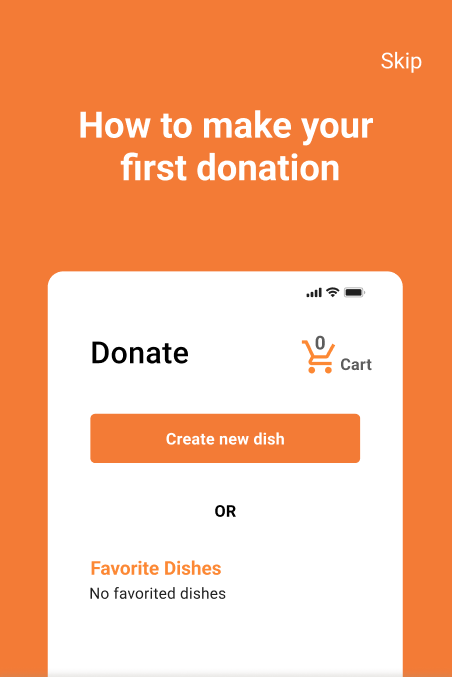 Skip
How to make your
first donation
Donate
0
Cart
Create new dish
OR
Favorite Dishes
No favorited dishes